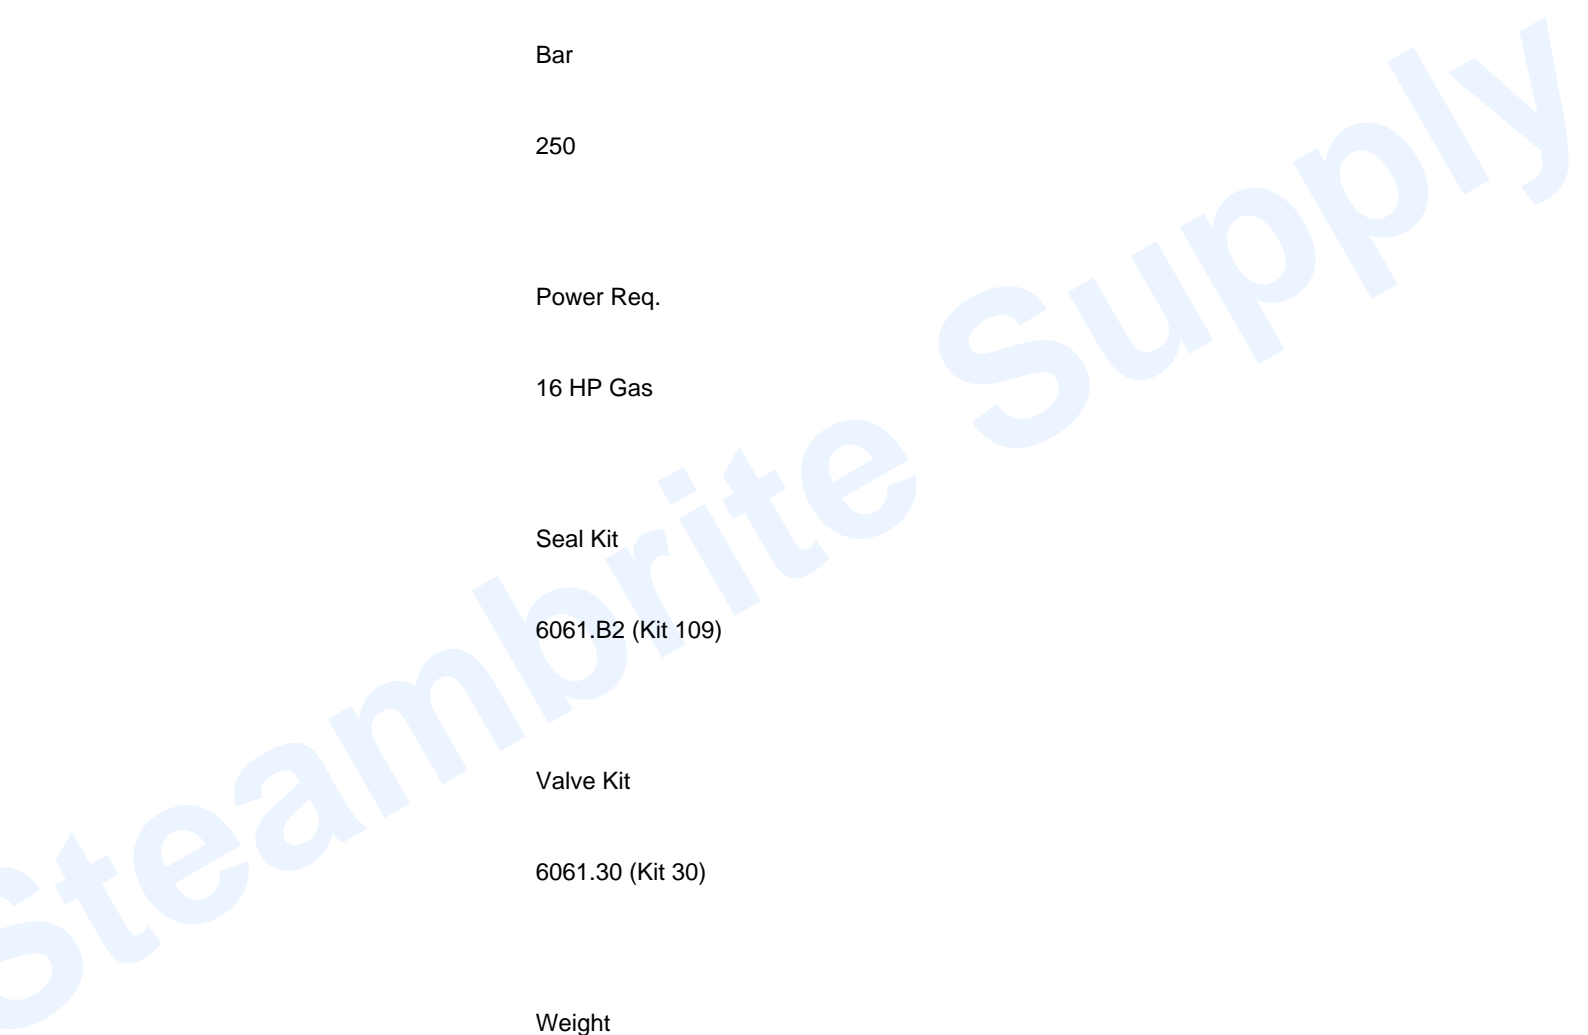 Bar
250
Power Req.
16 HP Gas
Seal Kit
6061.B2 (Kit 109)
Valve Kit
6061.30 (Kit 30)
Weight
Steambrite Supply